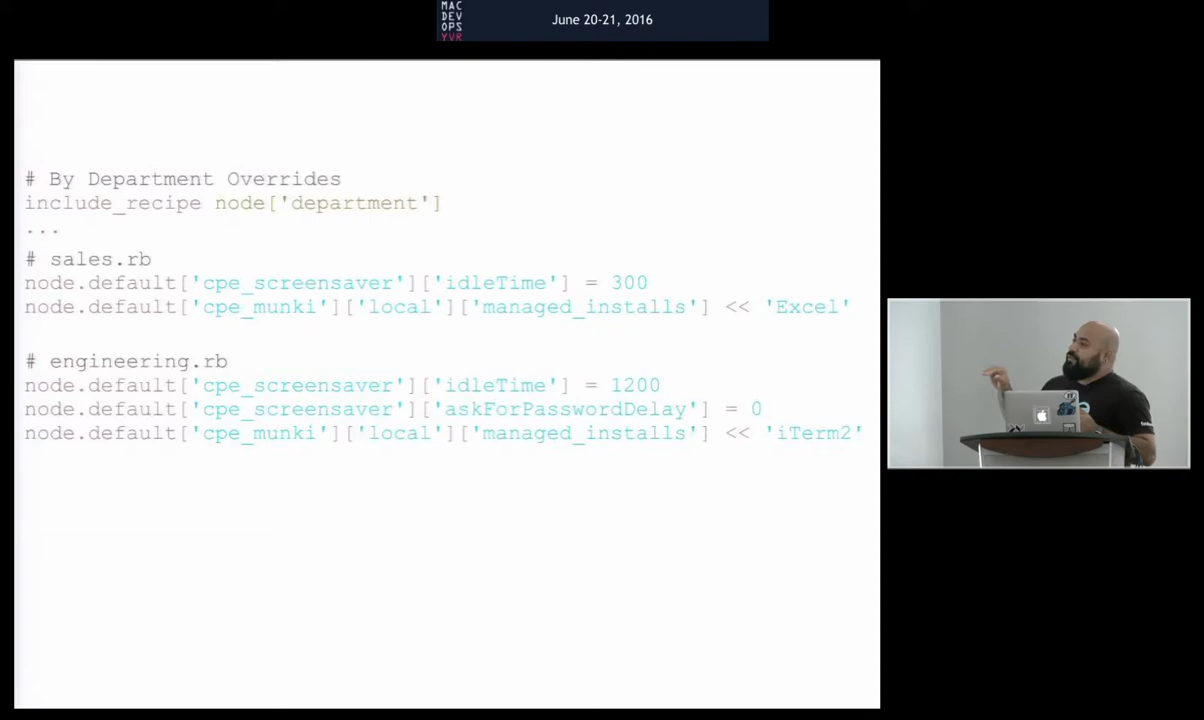 MAC
DEV
OPS
YVR
June 20-21, 2016
# By Department Overrides
include_recipe node['department']
...
# sales.rb
node.default['cpe_screensaver']['idleTime'] = 300
node.default['cpe_munki']['local']['managed_installs'] << 'Excel'
# engineering.rb
node.default['cpe_screensaver']['idleTime'] = 1200
node.default['cpe_screensaver']['askForPasswordDelay'] = 0
node.default['cpe_munki']['local']['managed_installs'] << 'iTerm2'